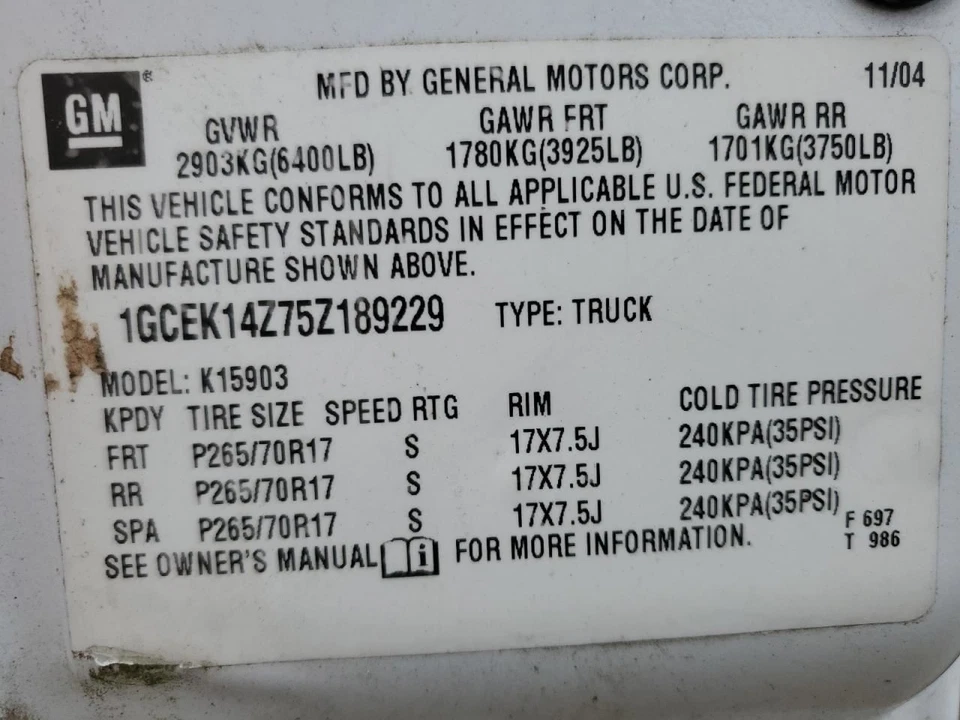 GM ®
MFD BY GENERAL MOTORS CORP. 11/04
GVWR GAWR FRT GAWR RR
2903KG(6400LB) 1780KG(3925LB) 1701KG(3750LB)
THIS VEHICLE CONFORMS TO ALL APPLICABLE U.S. FEDERAL MOTOR
VEHICLE SAFETY STANDARDS IN EFFECT ON THE DATE OF
MANUFACTURE SHOWN ABOVE.
1GCEK14Z75Z189229 TYPE: TRUCK
MODEL: K15903
KPDY TIRE SIZE SPEED RTG RIM COLD TIRE PRESSURE
FRT P265/70R17 S 17X7.5J 240KPA(35PSI)
RR P265/70R17 S 17X7.5J 240KPA(35PSI)
SPA P265/70R17 S 17X7.5J 240KPA(35PSI) F 697
T 986
SEE OWNER'S MANUAL i FOR MORE INFORMATION.